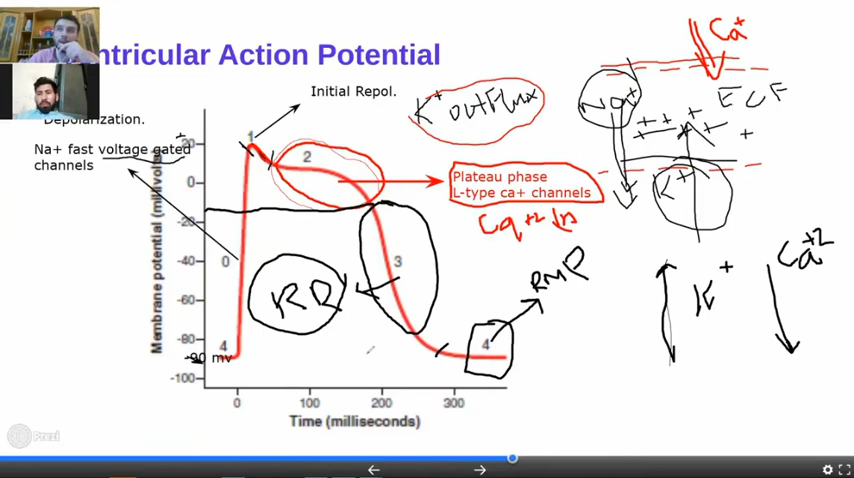 ntricular Action Potential
Initial Repol.
Depolarization.
Na+ fast voltage gated +
channels
K+ outflux
Ca+
Na+
ECF
++ + +
+
K+
Plateau phase
L-type ca+ channels
Ca+2 In
Ca+2
K+
RMP
RP
1
2
0
3
4
4
-90 mv
20
0
-20
-40
-60
-80
-100
Membrane potential (millivolts)
0
100
200
300
Time (milliseconds)
Prezi